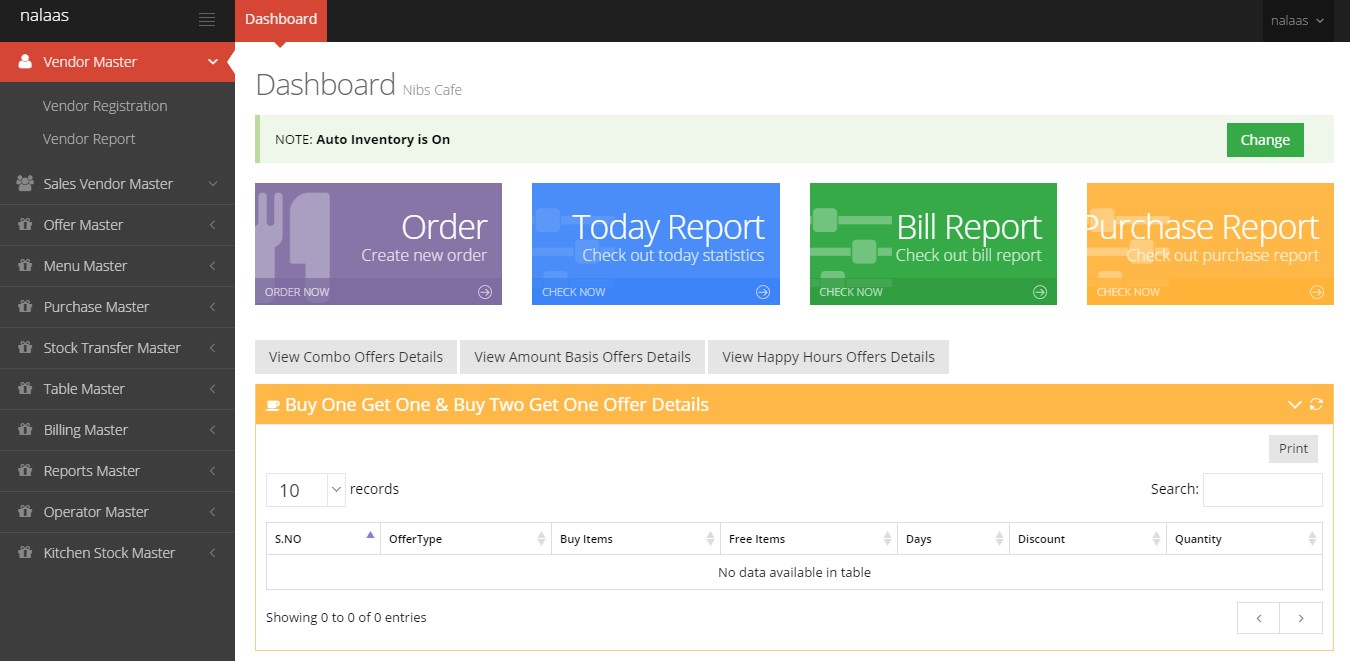 nalaas
Dashboard
nalaas
Vendor Master
Vendor Registration
Vendor Report
Sales Vendor Master
Offer Master
Menu Master
Purchase Master
Stock Transfer Master
Table Master
Billing Master
Reports Master
Operator Master
Kitchen Stock Master
Dashboard Nibs Cafe
NOTE: Auto Inventory is On
Change
Order
Create new order
ORDER NOW
Today Report
Check out today statistics
CHECK NOW
Bill Report
Check out bill report
CHECK NOW
Purchase Report
Check out purchase report
CHECK NOW
View Combo Offers Details
View Amount Basis Offers Details
View Happy Hours Offers Details
Buy One Get One & Buy Two Get One Offer Details
Print
10 records
Search:
S.NO OfferType Buy Items Free Items Days Discount Quantity
No data available in table
Showing 0 to 0 of 0 entries